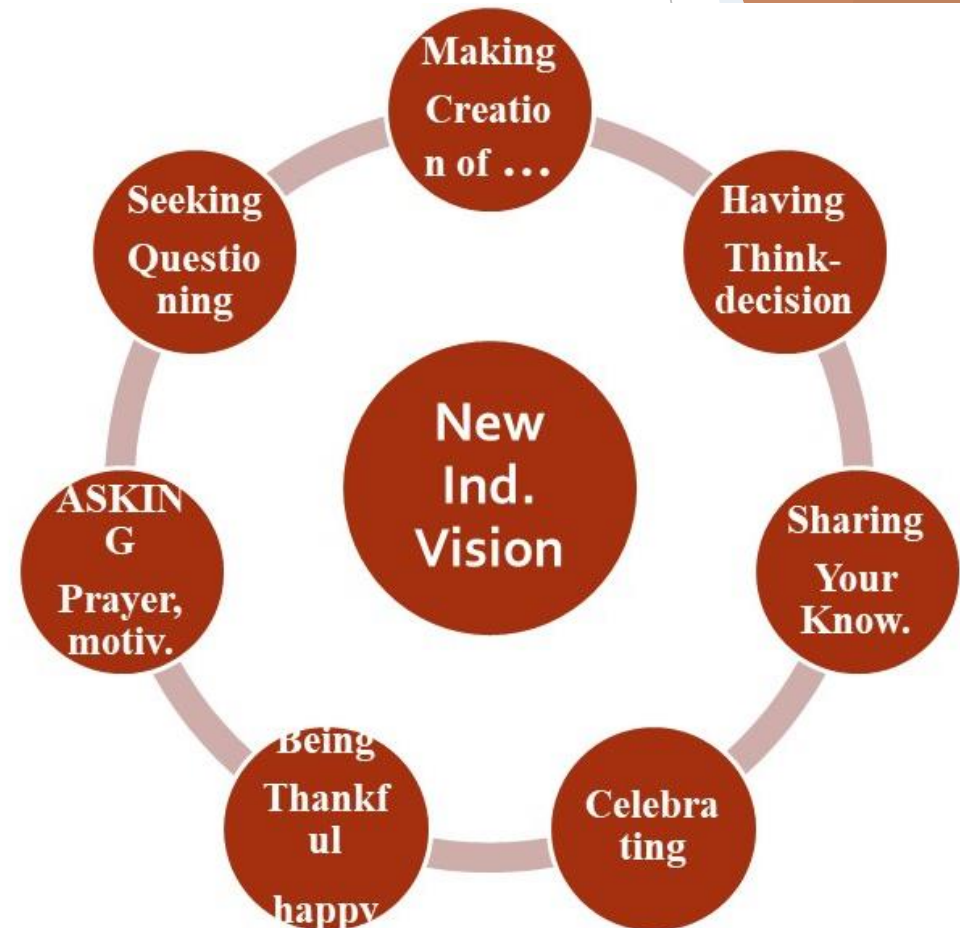 Making
Creatio
n of ...
Having
Think-
decision
Sharing
Your
Know.
Celebra
ting
Being
Thankf
ul
happy
ASKIN
G
Prayer,
motiv.
Seeking
Questio
ning
New
Ind.
Vision